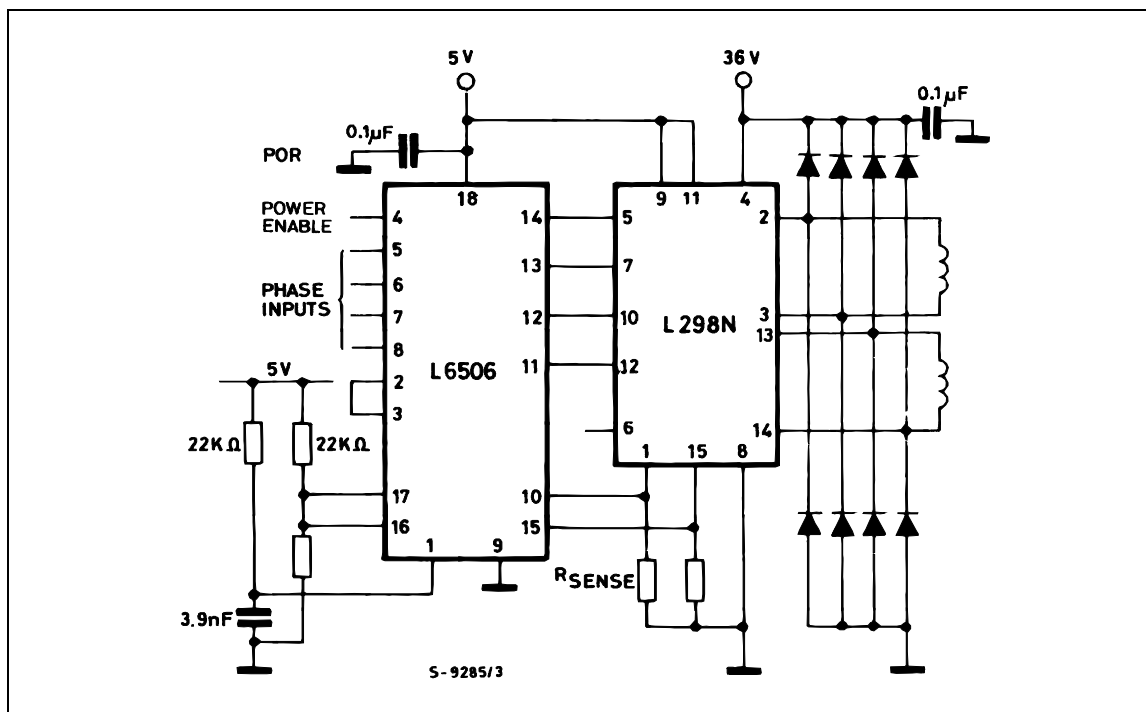 5V
36V
0.1µF
0.1µF
POR
18
9 11 4
POWER
ENABLE
4
14
5
2
5
13
7
6
PHASE
INPUTS
7
12
10
L298N
3
13
8
L6506
11
12
5V
2
3
6
14
22KΩ
22KΩ
1 15 8
17
10
16
15
1 9
RSENSE
3.9nF
S-9285/3